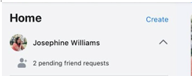 Home
Create
Josephine Williams
2 pending friend requests